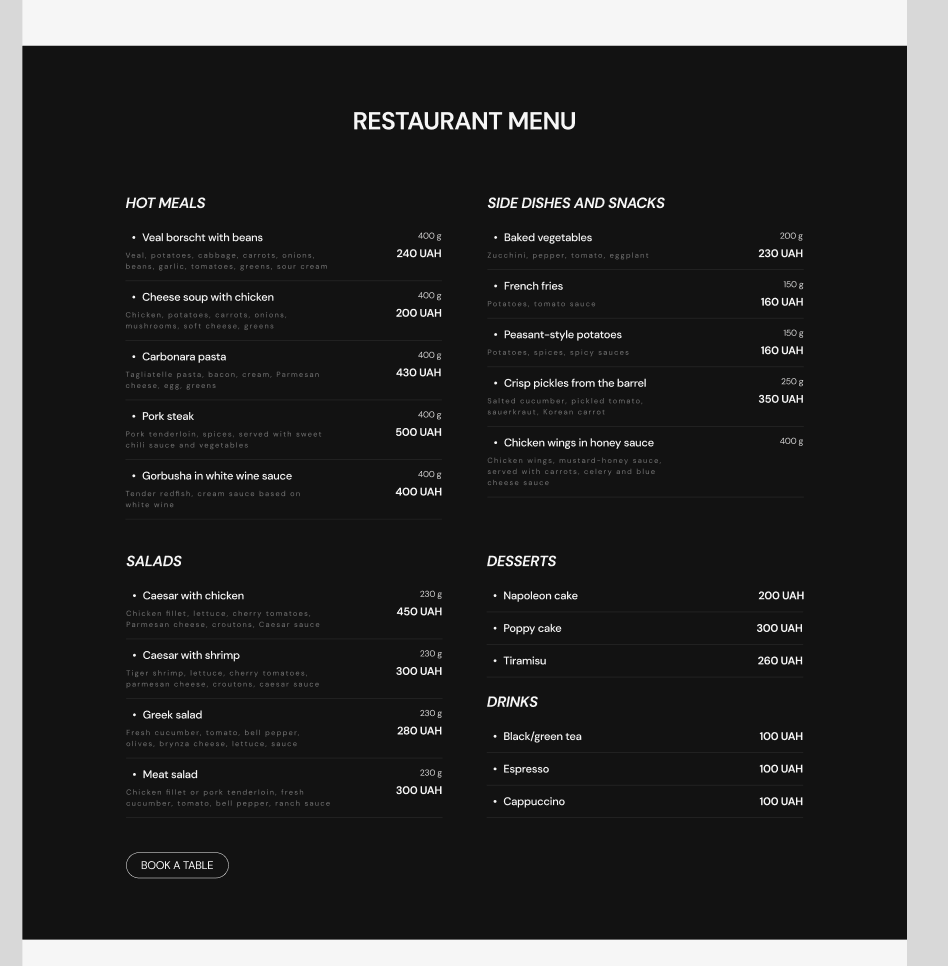 RESTAURANT MENU
HOT MEALS
• Veal borscht with beans 400 g
Veal, potatoes, cabbage, carrots, onions, 240 UAH
beans, garlic, tomatoes, greens, sour cream
• Cheese soup with chicken 400 g
Chicken, potatoes, carrots, onions, 200 UAH
mushrooms, soft cheese, greens
• Carbonara pasta 400 g
Tagliatelle pasta, bacon, cream, Parmesan 430 UAH
cheese, egg, greens
• Pork steak 400 g
Pork tenderloin, spices, served with sweet 500 UAH
chili sauce and vegetables
• Gorbusha in white wine sauce 400 g
Tender redfish, cream sauce based on 400 UAH
white wine
SIDE DISHES AND SNACKS
• Baked vegetables 200 g
Zucchini, pepper, tomato, eggplant 230 UAH
• French fries 150 g
Potatoes, tomato sauce 160 UAH
• Peasant-style potatoes 150 g
Potatoes, spices, spicy sauces 160 UAH
• Crisp pickles from the barrel 250 g
Salted cucumber, pickled tomato, 350 UAH
sauerkraut, Korean carrot
• Chicken wings in honey sauce 400 g
Chicken wings, mustard-honey sauce,
served with carrots, celery and blue
cheese sauce
SALADS
• Caesar with chicken 230 g
Chicken fillet, lettuce, cherry tomatoes, 450 UAH
Parmesan cheese, croutons, Caesar sauce
• Caesar with shrimp 230 g
Tiger shrimp, lettuce, cherry tomatoes, 300 UAH
parmesan cheese, croutons, caesar sauce
• Greek salad 230 g
Fresh cucumber, tomato, bell pepper, 280 UAH
olives, brynza cheese, lettuce, sauce
• Meat salad 230 g
Chicken fillet or pork tenderloin, fresh 300 UAH
cucumber, tomato, bell pepper, ranch sauce
DESSERTS
• Napoleon cake 200 UAH
• Poppy cake 300 UAH
• Tiramisu 260 UAH
DRINKS
• Black/green tea 100 UAH
• Espresso 100 UAH
• Cappuccino 100 UAH
BOOK A TABLE